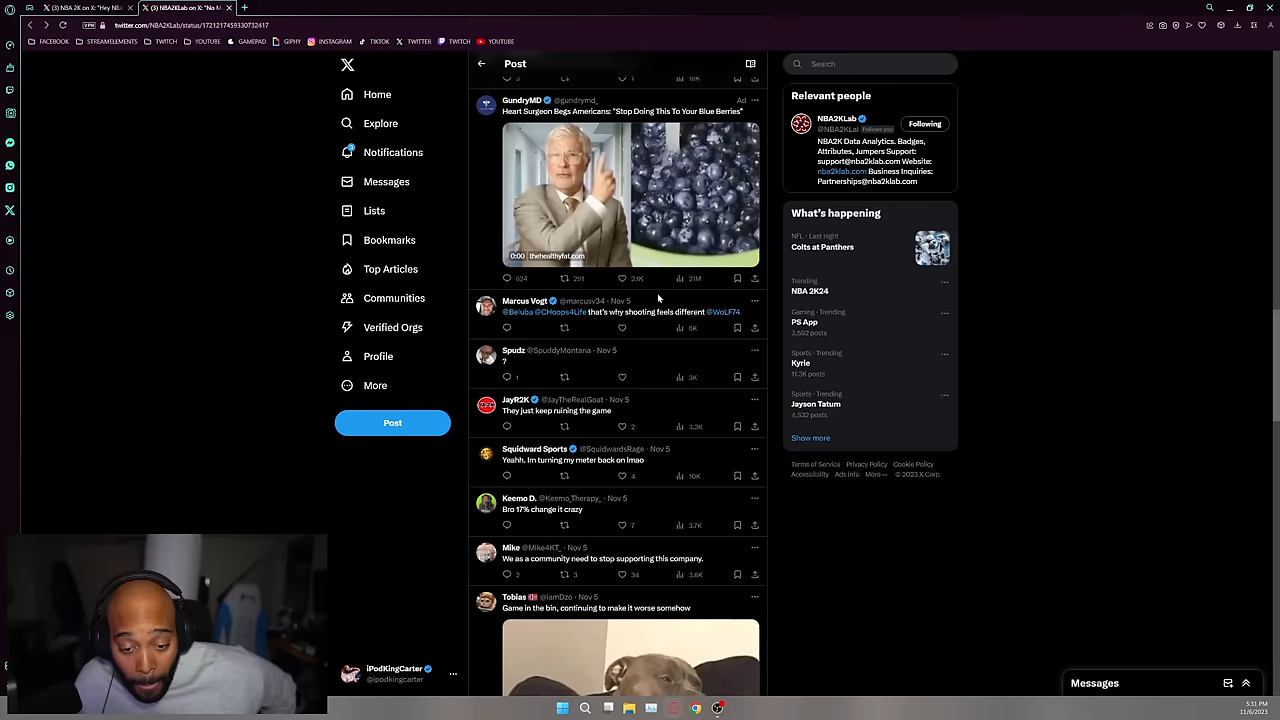 (3) NBA 2K on X: "Hey NBA
(3) NBA2KLab on X: "No M
VPN
twitter.com/NBA2KLab/status/1721217459330732417
FACEBOOK
STREAMELEMENTS
TWITCH
YOUTUBE
GAMEPAD
GIPHY
INSTAGRAM
TIKTOK
TWITTER
TWITCH
YOUTUBE
Home
Explore
Notifications
Messages
Lists
Bookmarks
Top Articles
Communities
Verified Orgs
Profile
More
Post
iPodKingCarter
@ipodkingcarter
Post
3
1
18K
GundryMD @gundrymd_
Ad
Heart Surgeon Begs Americans: "Stop Doing This To Your Blue Berries"
0:00 thehealthyfat.com
624 291 2.1K 21M
Marcus Vogt @marcusv34 · Nov 5
@Beluba @CHoops4Life that's why shooting feels different @WoLF74
6K
Spudz @SpuddyMontana · Nov 5
?
1 3K
JayR2K @JayTheRealGoat · Nov 5
They just keep ruining the game
2 3.3K
Squidward Sports @SquidwardsRage · Nov 5
Yeahh. Im turning my meter back on lmao
4 10K
Keemo D. @Keemo_Therapy_ · Nov 5
Bro 17% change it crazy
7 3.7K
Mike @Mike4KT_ · Nov 5
We as a community need to stop supporting this company.
2 3 34 3.6K
Tobias @iamDzo · Nov 5
Game in the bin, continuing to make it worse somehow
Search
Relevant people
NBA2KLab
@NBA2KLal Follows you
Following
NBA2K Data Analytics. Badges,
Attributes, Jumpers Support:
support@nba2klab.com Website:
nba2klab.com Business Inquiries:
Partnerships@nba2klab.com
What's happening
NFL · Last night
Colts at Panthers
Trending
NBA 2K24
Gaming · Trending
PS App
3,592 posts
Sports · Trending
Kyrie
11.3K posts
Sports · Trending
Jayson Tatum
4,532 posts
Show more
Terms of Service Privacy Policy Cookie Policy
Accessibility Ads info More ··· © 2023 X Corp.
Messages
5:31 PM
11/6/2023